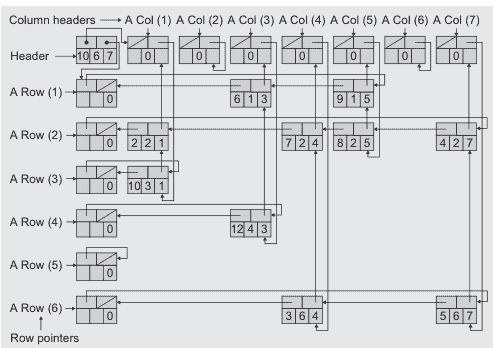 Column headers A Col (1) A Col (2) A Col (3) A Col (4) A Col (5) A Col (6) A Col (7)
Header 10 6 7 0 0 0 0 0 0 0
A Row (1) 0 6 1 3 9 1 5
A Row (2) 0 2 2 1 7 2 4 8 2 5 4 2 7
A Row (3) 0 10 3 1
A Row (4) 0 12 4 3
A Row (5) 0
A Row (6) 0 3 6 4 5 6 7
Row pointers